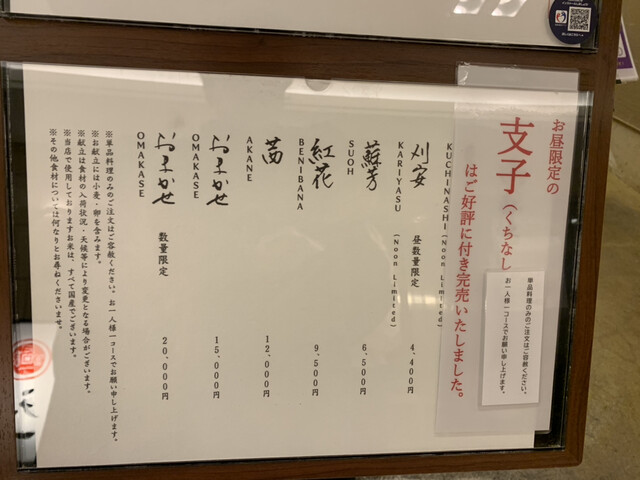 お昼限定の
支子(くちなし
はご好評に付き完売いたしました。
単品料理のみのご注文はご容赦ください。
お一人様一コースでお願い申し上げます。
KUCHINASHI (Noon Limited)
刈安 昼数量限定 4,400円
KARIYASU (Noon Limited)
蘇芳 6,500円
SUOH
紅花 9,500円
BENIBANA
茜 12,000円
AKANE
おまかせ 15,000円
OMAKASE
おまかせ 数量限定 20,000円
OMAKASE
※単品料理のみのご注文はご容赦ください。お一人様一コースでお願い申し上げます。
※お献立には小麦、卵を含みます。
※献立は食材の入荷状況・天候等により変更となる場合がございます。
※当店で使用しておりますお米は、すべて国産でございます。
※その他食材については何なりとお尋ねくださいませ。